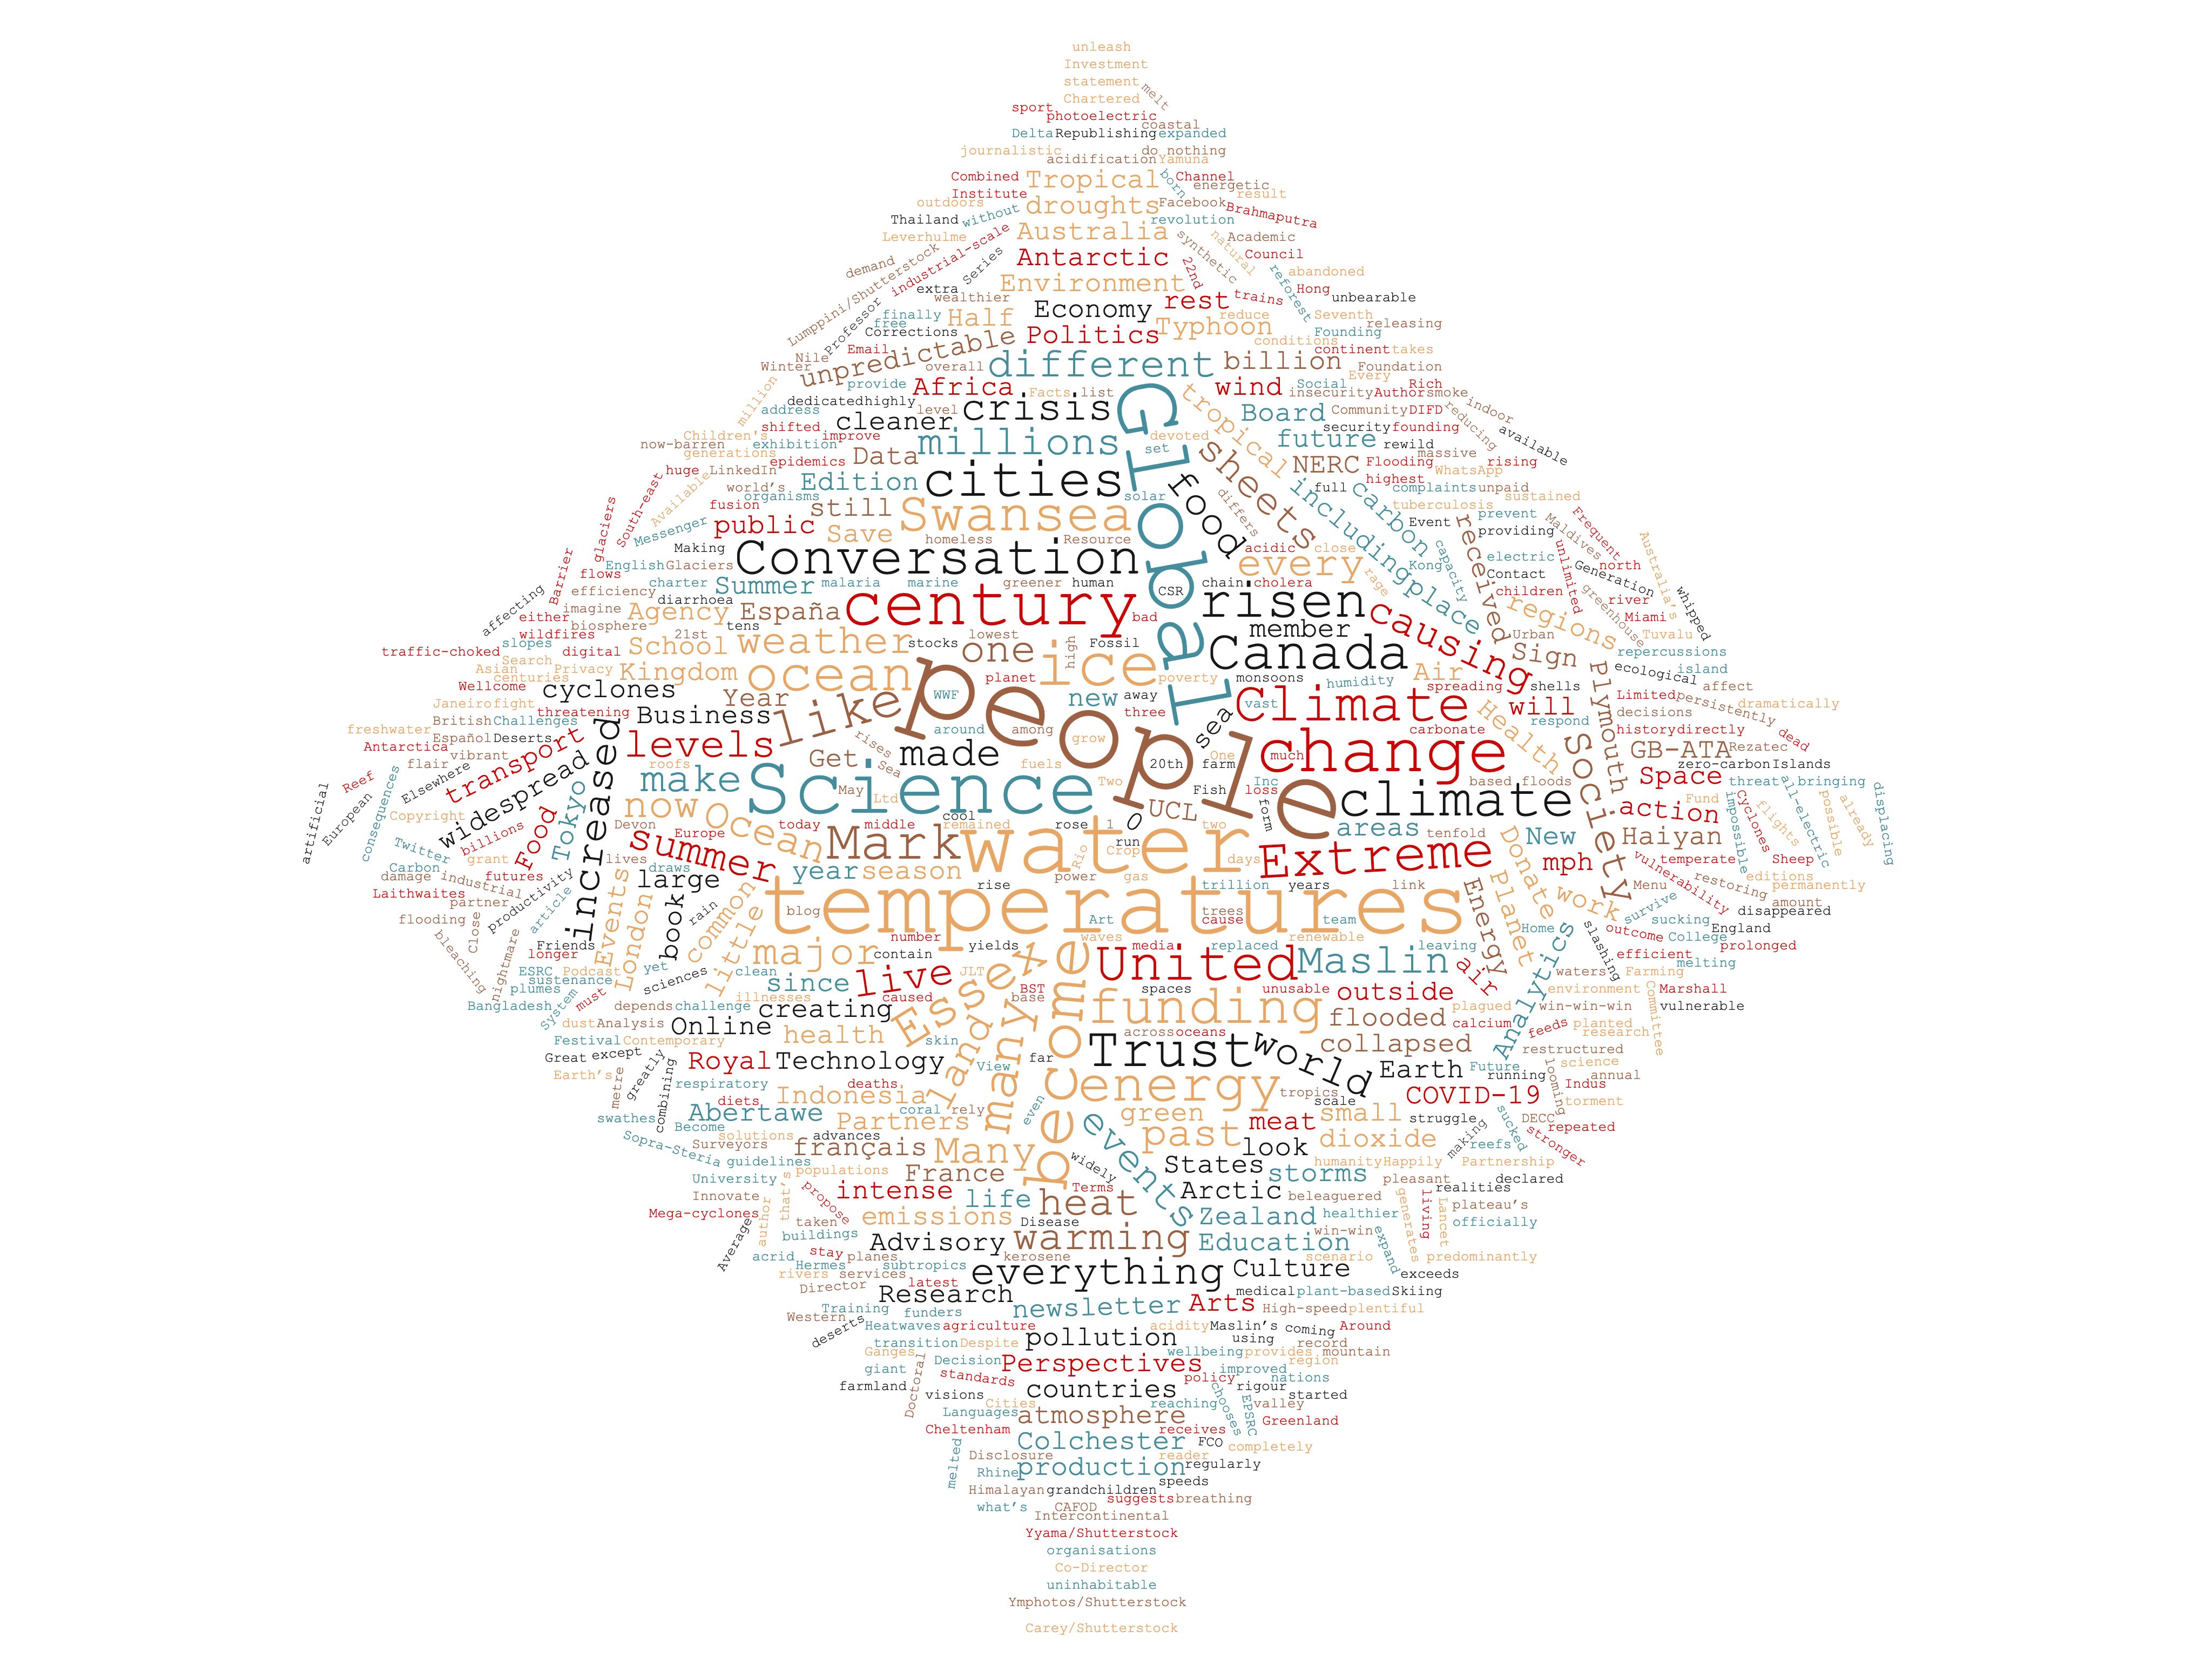 unleash
Investment
statement
Chartered
melt
sport
photoelectric
coastal
Delta Republishing expanded
journalistic
do nothing
acidification Yamuna
Combined Tropical born Channel
Institute energetic result
outdoors droughts Facebook Brahmaputra
Thailand without revolution
Leverhulme industrial-scale Australia synthetic natural Academic
demand Lumppini/Shutterstock Series Antarctic 22nd Council
reforest abandoned
extra Environment Hong
wealthier rest trains unbearable
Professor finally free Half Economy reduce Seventh
Corrections Politics Typhoon Founding releasing
Email unpredictable conditions continent takes
Nile overall different billion Foundation
Winter million provide Africa Facts list tropical wind Social Every Rich
dedicated highly level crisis Global insecurity Author smoke indoor
address cleaner Board Community DIFD reducing available
shifted security founding
Children's improve millions devoted future rewild
now-barren exhibition set massive
generations epidemics Data sheets NERC Flooding rising
huge LinkedIn WhatsApp
South-east Available world's Edition cities food full highest
organisms solar including carbon complaints unpaid sustained
fusion still Swansea differs tuberculosis
glaciers Messenger public Save Event received prevent
homeless Resource providing Maldives Frequent
Making Conversation acidic close unlimited Australia's
English Glaciers every rage Kong capacity electric north
flows Contact Generation
Barrier charter Summer malaria marine greener human chain cholera place children greenhouse whipped
efficiency diarrhoea century CSR risen causing regions river
affecting either imagine Agency España bad Miami
biosphere tens member Urban Tuvalu
wildfires 21st lowest
slopes School weather stocks one high Fossil Canada Sign repercussions
traffic-choked digital Search ice Air Plymouth ecological island
Asian Privacy Kingdom ocean planet poverty monsoons humidity spreading shells
centuries
Wellcome cyclones Year like people WWF new away Climate vast Health will Limited persistently affect
Janeiro fight threatening Business three sea decisions dramatically
British Challenges around among respond
freshwater Español Deserts increased levels rises made grow carbonate Society history directly dead
Antarctica vibrant transport Get Sea One much change GB-ATA Rezatec
flair widespread roofs fuels 20th farm zero-carbon Islands
Reef Elsewhere make Science Two Fish Inc based floods Space threat all-electric bringing
artificial European consequences May Ltd loss climate Fund Cyclones flights possible already displacing
Copyright billions Food Tokyo now Ocean cool UCL form action impossible
Devon Europe today middle remained rose 1 0 two areas tenfold New Haiyan
Twitter Summer Mark water run Extreme Donate
Carbon grant lives Crop Rio days mph vulnerability temperate Sheep
damage industrial futures draws year season power gas Planet work editions
Laithwaites productivity large rise trillion years link Energy Menu restoring permanently
partner article Events common temperatures survive amount
flooding Close London book rain little blog Art trees cause team Home slashing sucking disappeared
bleaching Friends number waves outcome College England
nightmare longer major yields media replaced renewable leaving Analytics efficient prolonged
contain United Maslin air melting
ESRC Podcast yet sciences clean since live JLT Essex become waters Farming
sustenance plumes must illnesses caused base BST spaces unusable outside environment Committee Marshall
Bangladesh System depends challenge creating funding plagued win-win-win vulnerable
dust Analysis Online health land many across oceans flooded calcium feeds planted
Festival Contemporary skin Trust world collapsed research
Great except Royal Technology View far restructured
Earth's greatly energy Earth Future running looming science
metre combining respiratory deaths even tropics scale COVID-19 annual Indus
diets Indonesia torment
swathes Abertawe coral rely green meat small struggle sucked DECC
Become Partners events past dioxide repeated
Sopra-Steria solutions advances look making reefs stronger
Surveyors français Many
guidelines populations France widely States humanity Happily Partnership
University that's propose Terms storms pleasant declared
Innovate intense life heat Arctic beleaguered generates living Lancet realities plateau's
Mega-cyclones author taken emissions Disease Zealand healthier officially
Average buildings Advisory warming Education win-win expand
acrid stay planes kerosene scenario predominantly
Hermes subtropics everything Culture exceeds
rivers services
Director latest Research medical plant-based Skiing
Western Training funders newsletter Arts High-speed plentiful
deserts Heatwaves agriculture acidity Maslin's coming Around
transition Despite pollution using record
Ganges wellbeing provides mountain
giant Decision Perspectives improved region
farmland Doctoral standards policy nations
visions countries chooses rigour started
Cities reaching EPSRC valley
Languages atmosphere Greenland
Cheltenham receives
Colchester FCO completely
melted Disclosure reader
Rhine production regularly
speeds
Himalayan grandchildren
suggests breathing
what's CAFOD
Intercontinental
Yyama/Shutterstock
organisations
Co-Director
uninhabitable
Ymphotos/Shutterstock
Carey/Shutterstock